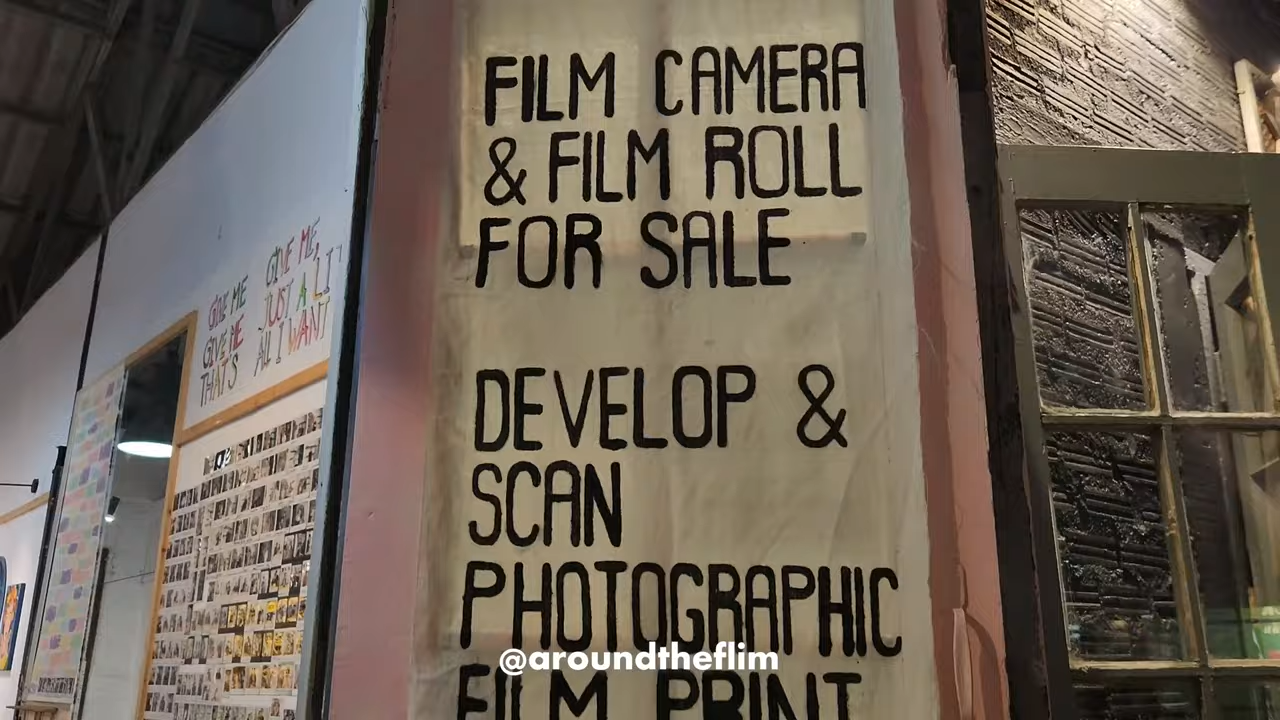 FILM CAMERA
& FILM ROLL
FOR SALE
DEVELOP &
SCAN
PHOTOGRAPHIC
FILM PRINT
@aroundtheflim
GIVE ME GIVE ME,
GIVE ME JUST A LIT
THAT'S ALL I WANT